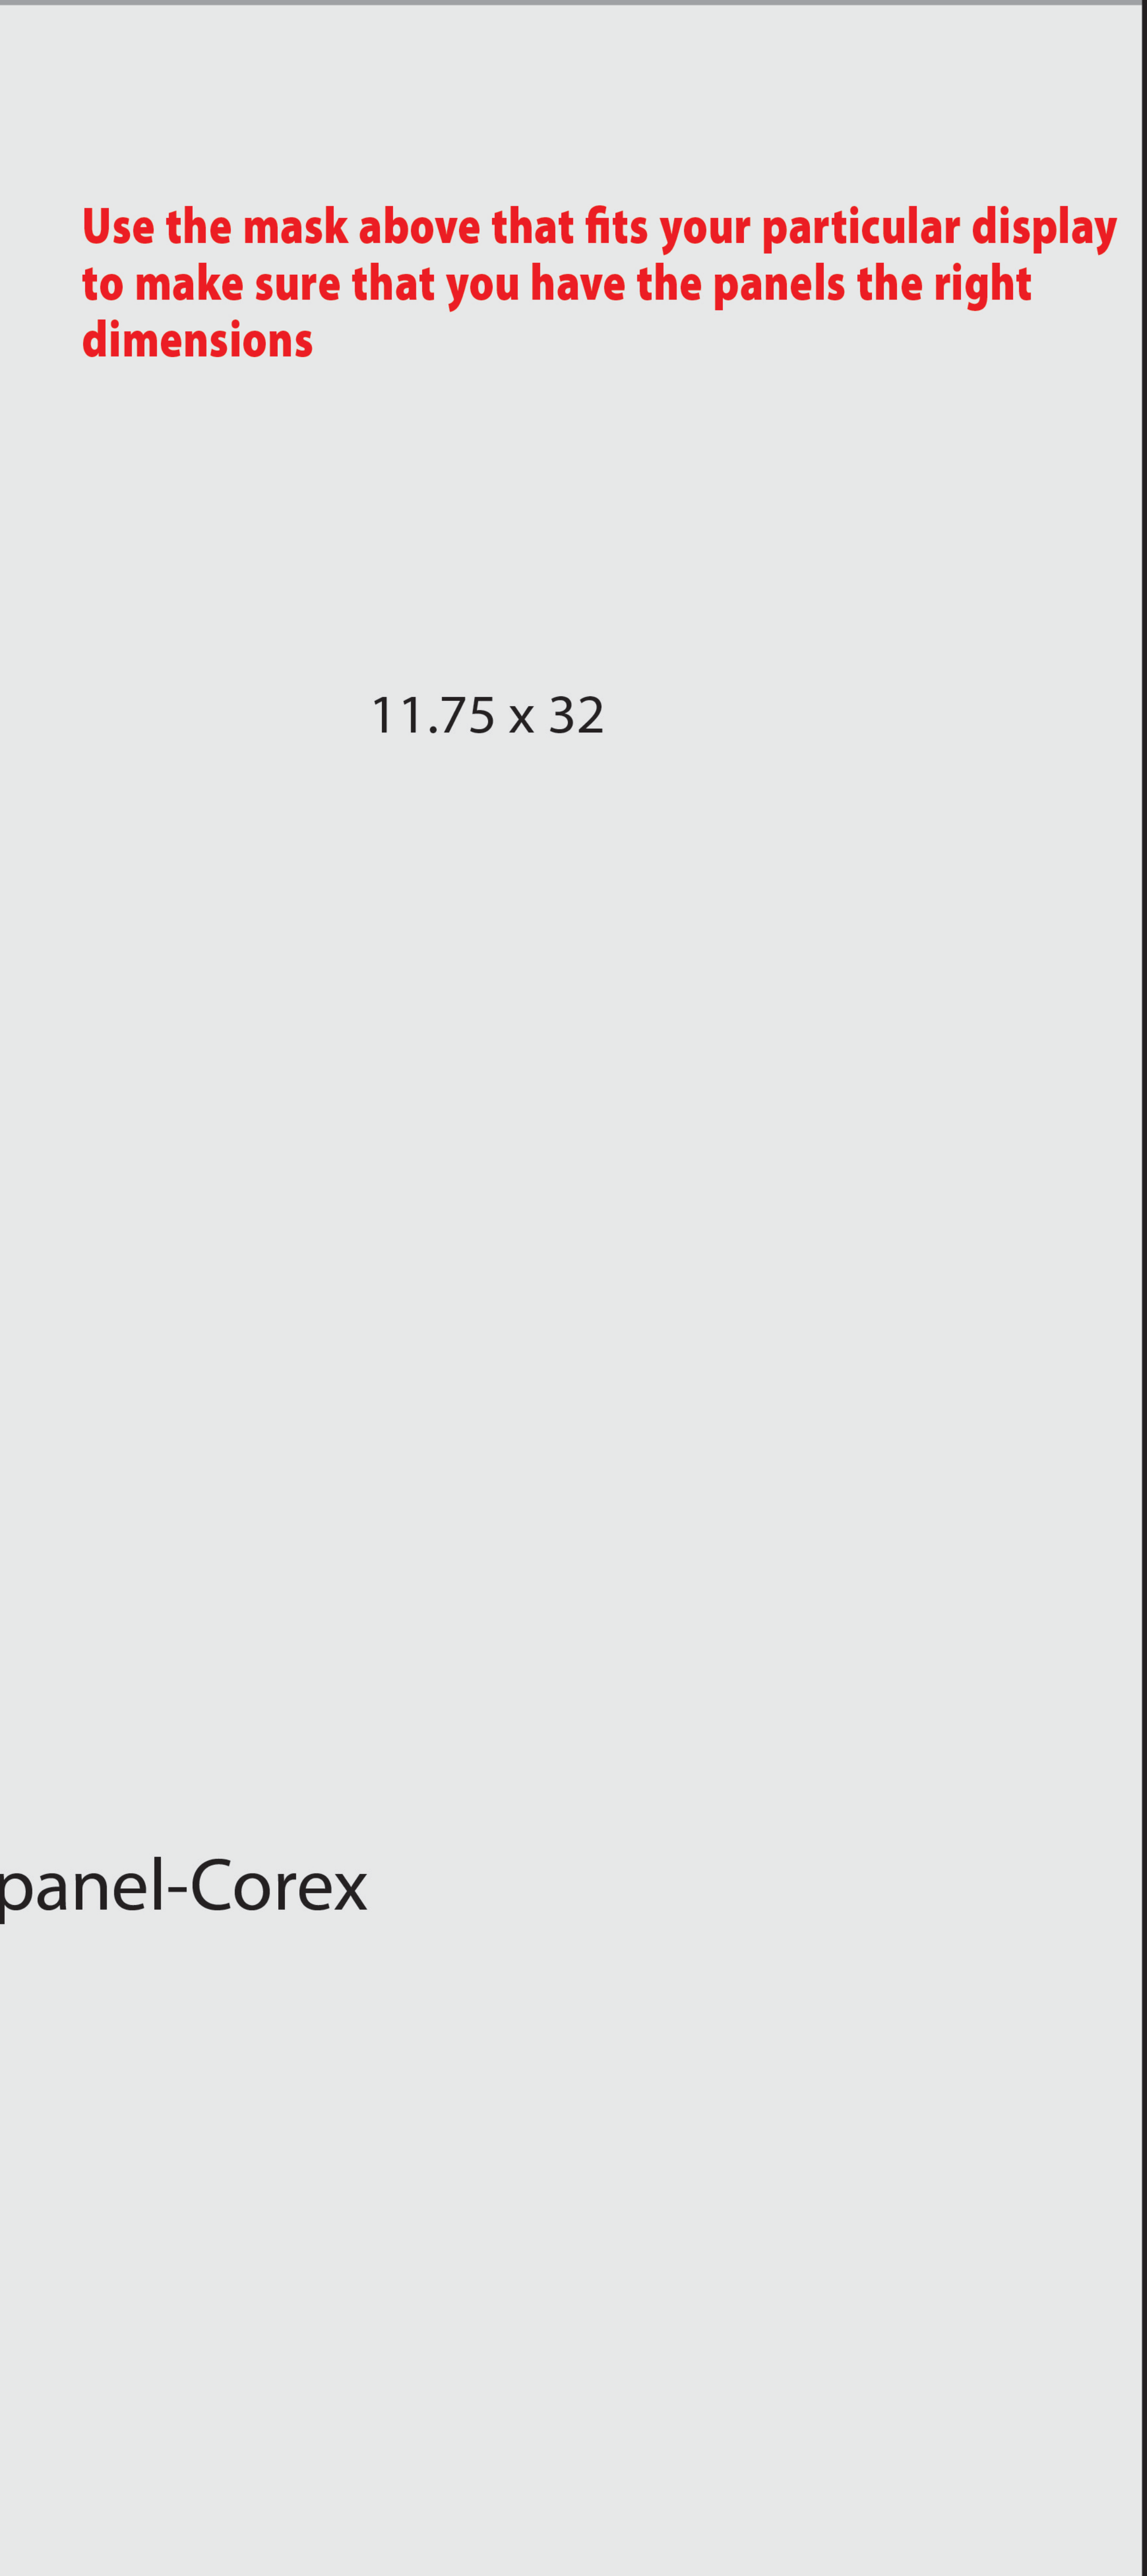 Use the mask above that fits your particular display
to make sure that you have the panels the right
dimensions
11.75 x 32
panel-Corex